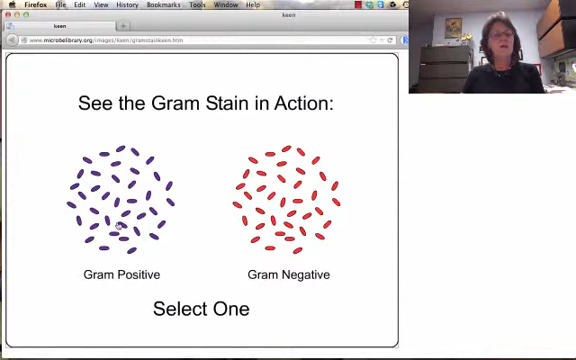 Firefox File Edit View History Bookmarks Tools Window Help
keen
keen
www.microbelibrary.org/images/keen/gramstainkeen.htm
See the Gram Stain in Action:
Gram Positive Gram Negative
Select One